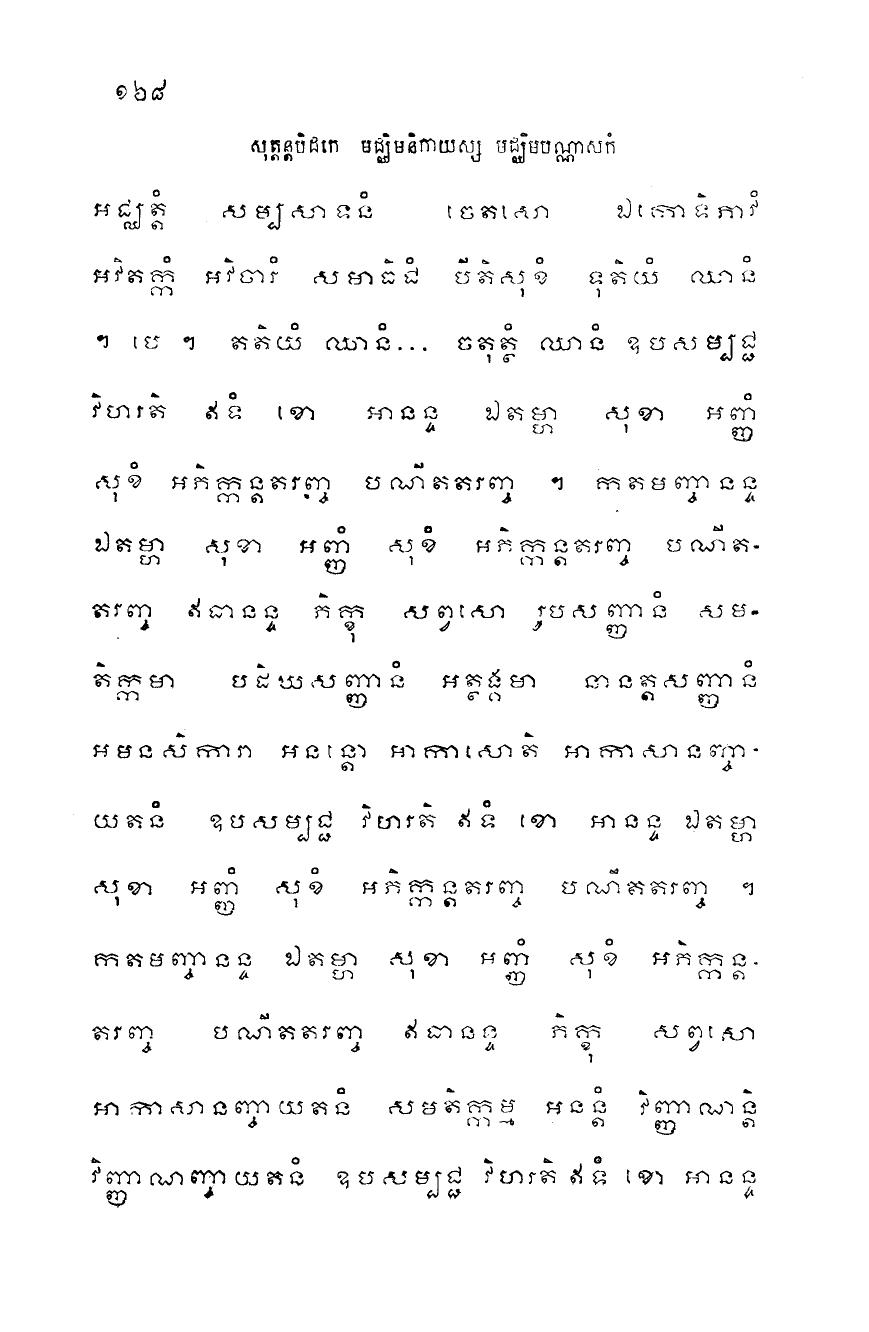 ១៦៨
សុត្តន្តបិដកេ មជ្ឈិមនិកាយស្ស មជ្ឈិមបណ្ណាសកំ
អជ្ឈត្តំ សម្បសាទនំ ចេតសោ ឯកោទិភាវំ
អវិតក្កំ អវិចារំ សមាធិជំ បីតិសុខំ ទុតិយំ ឈានំ
។ បេ ។ តតិយំ ឈានំ... ចតុត្ថំ ឈានំ ឧបសម្បជ្ជ
វិហរតិ ឥទំ ខោ អានន្ទ ឯតម្ហា សុខា អញ្ញំ
សុខំ អភិក្កន្តតរញ្ច បណីតតរញ្ច ។ កតមញ្ចានន្ទ
ឯតម្ហា សុខា អញ្ញំ សុខំ អភិក្កន្តតរញ្ច បណីត-
តរញ្ច ឥធានន្ទ ភិក្ខុ សព្វសោ រូបសញ្ញានំ សម-
តិក្កមា បដិឃសញ្ញានំ អត្ថង្គមា នានត្តសញ្ញានំ
អមនសិការា អនន្តោ អាកាសោតិ អាកាសានញ្ចា-
យតនំ ឧបសម្បជ្ជ វិហរតិ ឥទំ ខោ អានន្ទ ឯតម្ហា
សុខា អញ្ញំ សុខំ អភិក្កន្តតរញ្ច បណីតតរញ្ច ។
កតមញ្ចានន្ទ ឯតម្ហា សុខា អញ្ញំ សុខំ អភិក្កន្ត-
តរញ្ច បណីតតរញ្ច ឥធានន្ទ ភិក្ខុ សព្វសោ
អាកាសានញ្ចាយតនំ សមតិក្កម្ម អនន្តំ វិញ្ញាណន្តិ
វិញ្ញាណញ្ចាយតនំ ឧបសម្បជ្ជ វិហរតិ ឥទំ ខោ អានន្ទ